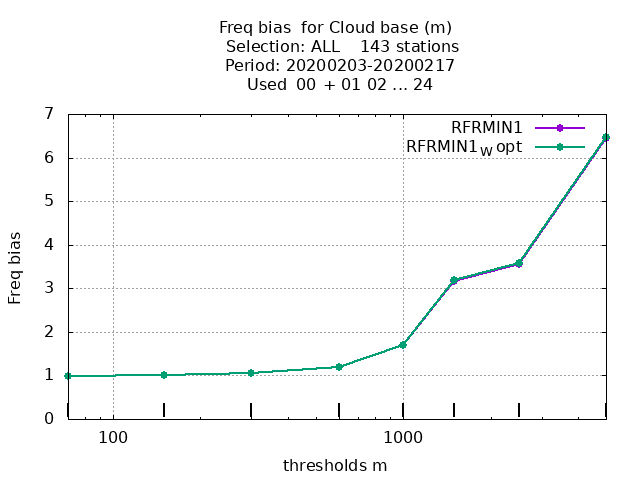 Freq bias  for Cloud base (m)
Selection: ALL    143 stations
Period: 20200203-20200217
Used  00 + 01 02 ... 24
RFRMIN1
RFRMIN1W opt
7
6
5
4
3
2
1
0
Freq bias
100
1000
thresholds m